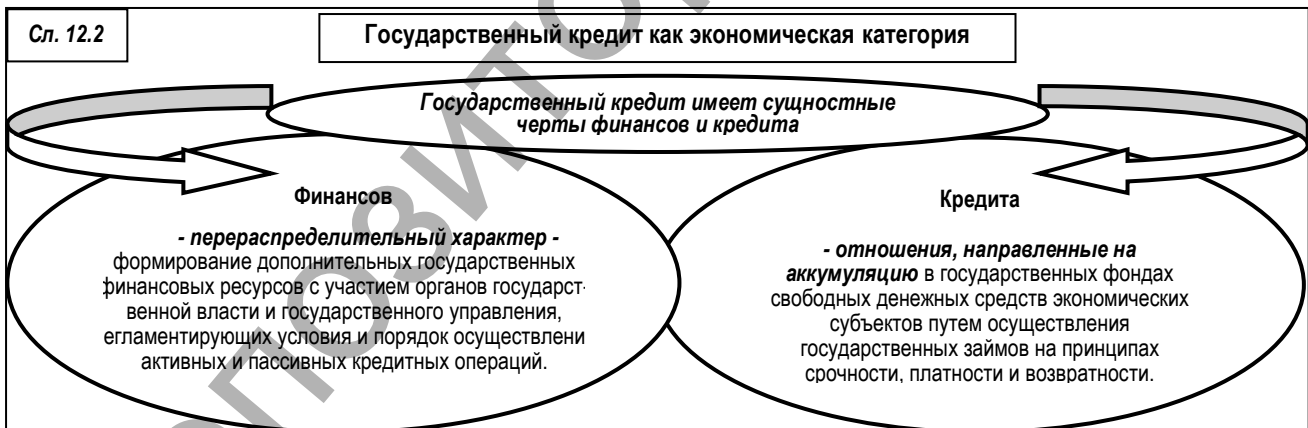 Сл. 12.2
Государственный кредит как экономическая категория
Государственный кредит имеет сущностные
черты финансов и кредита
Финансов
- перераспределительный характер -
формирование дополнительных государственных
финансовых ресурсов с участием органов государст-
венной власти и государственного управления,
егламентирующих условия и порядок осуществлени
активных и пассивных кредитных операций.
Кредита
- отношения, направленные на
аккумуляцию в государственных фондах
свободных денежных средств экономических
субъектов путем осуществления
государственных займов на принципах
срочности, платности и возвратности.